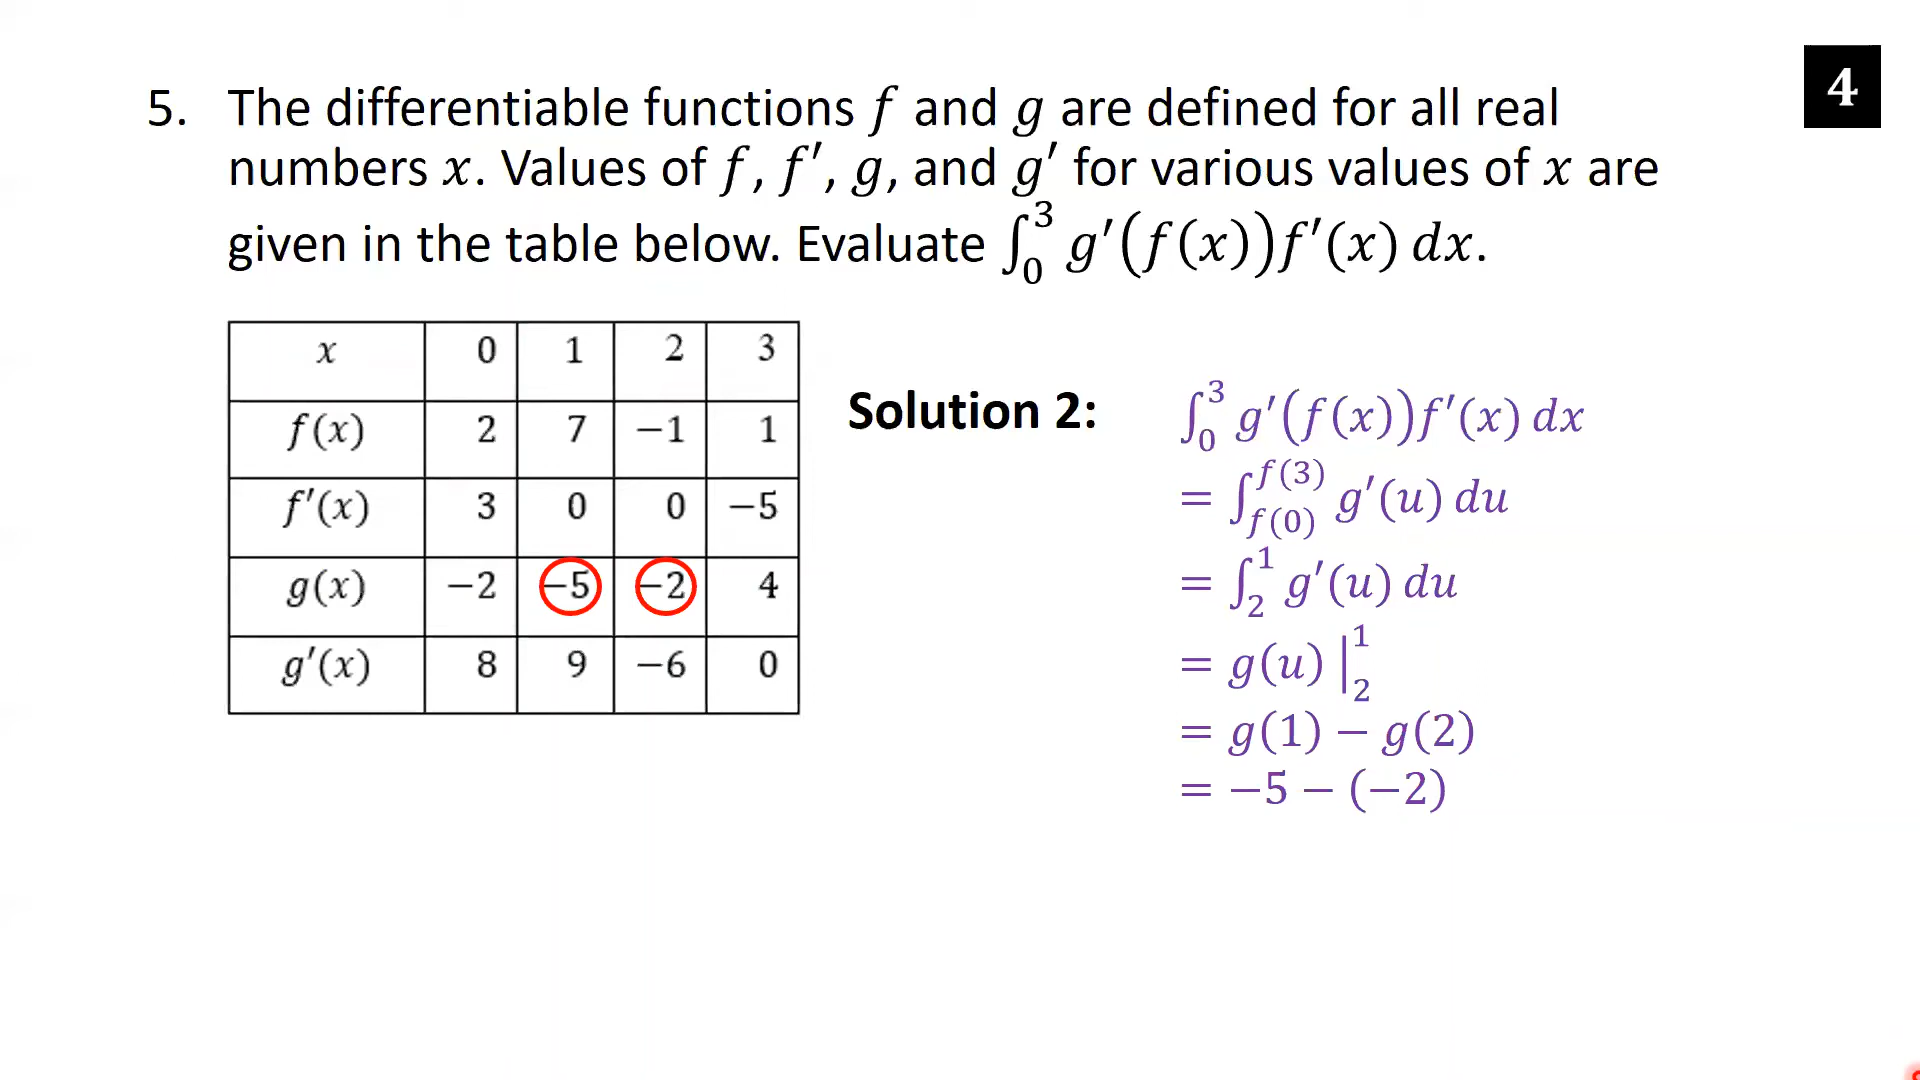 4
5. The differentiable functions f and g are defined for all real
numbers x. Values of f, f′, g, and g′ for various values of x are
given in the table below. Evaluate ∫₀³ g′(f(x))f′(x) dx.
x 0 1 2 3
f(x) 2 7 −1 1
f′(x) 3 0 0 −5
g(x) −2 −5 −2 4
g′(x) 8 9 −6 0
Solution 2:
∫₀³ g′(f(x))f′(x) dx
= ∫_{f(0)}^{f(3)} g′(u) du
= ∫₂¹ g′(u) du
= g(u) |₂¹
= g(1) − g(2)
= −5 − (−2)